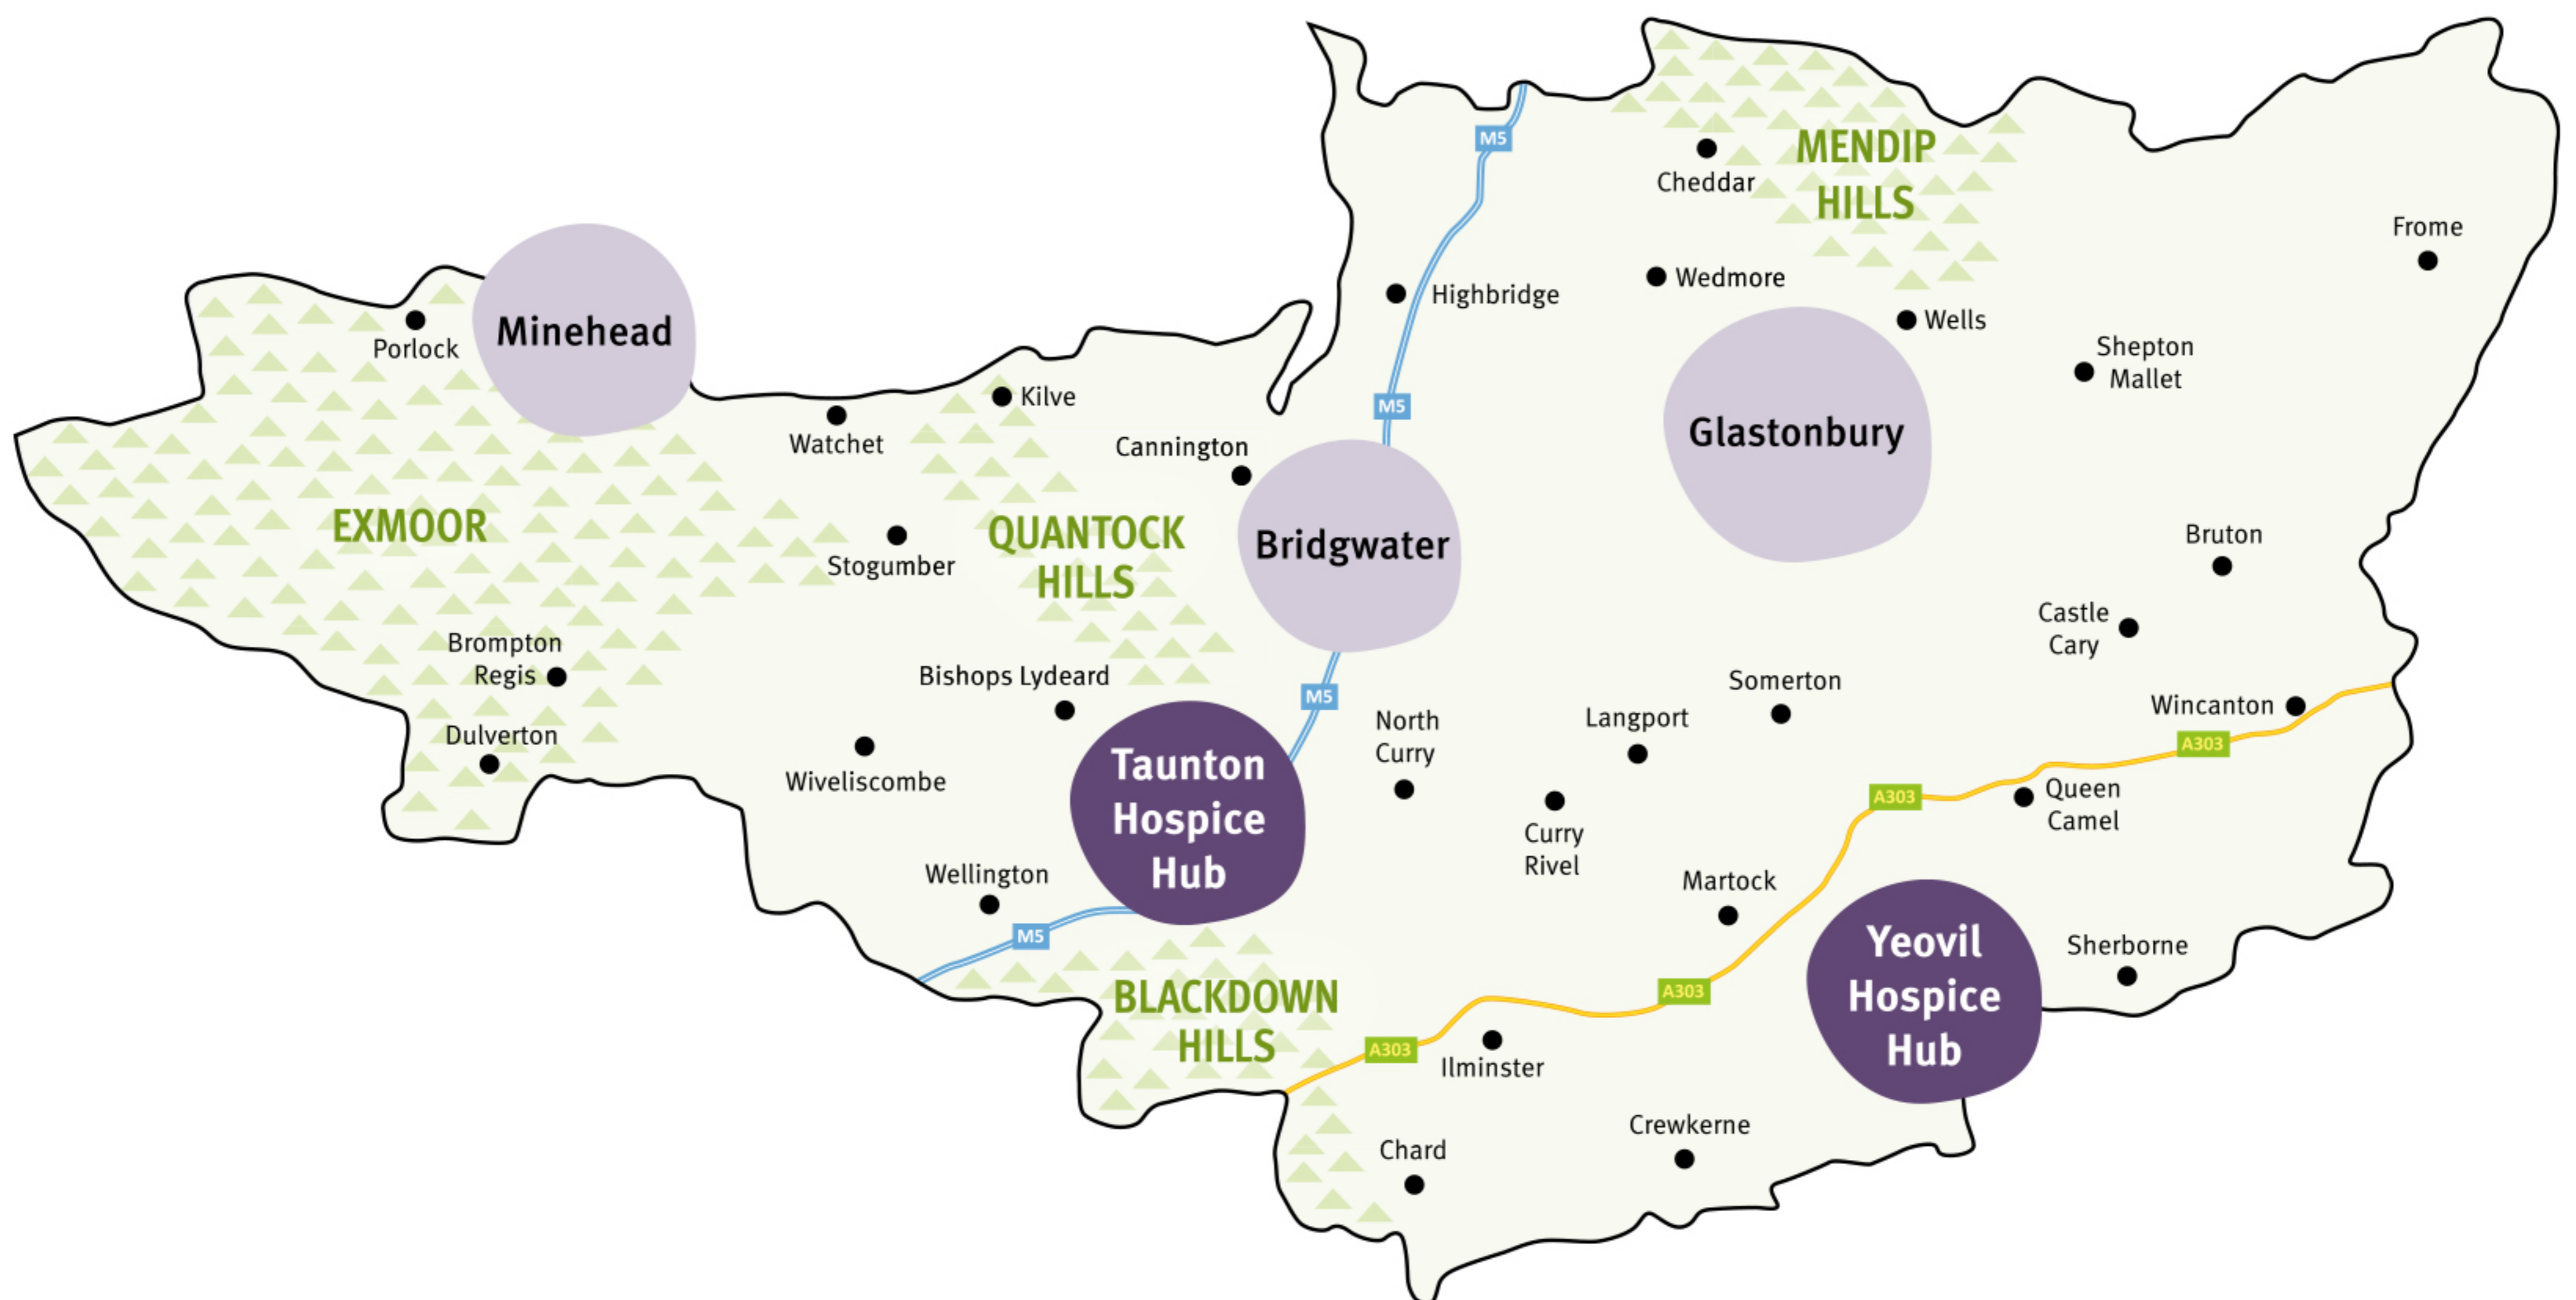 M5
Cheddar
MENDIP
HILLS
Frome
Highbridge
Wedmore
Wells
Minehead
Porlock
Shepton
Mallet
Kilve
M5
Watchet
Cannington
Glastonbury
EXMOOR
QUANTOCK
HILLS
Stogumber
Bridgwater
Bruton
Castle
Cary
Brompton
Regis
Bishops Lydeard
M5
Somerton
Wincanton
Dulverton
North
Curry
Langport
A303
Wiveliscombe
Taunton
Hospice
Hub
A303
Queen
Camel
Curry
Rivel
Wellington
Martock
M5
Yeovil
Hospice
Hub
Sherborne
BLACKDOWN
HILLS
A303
A303
Ilminster
Chard
Crewkerne